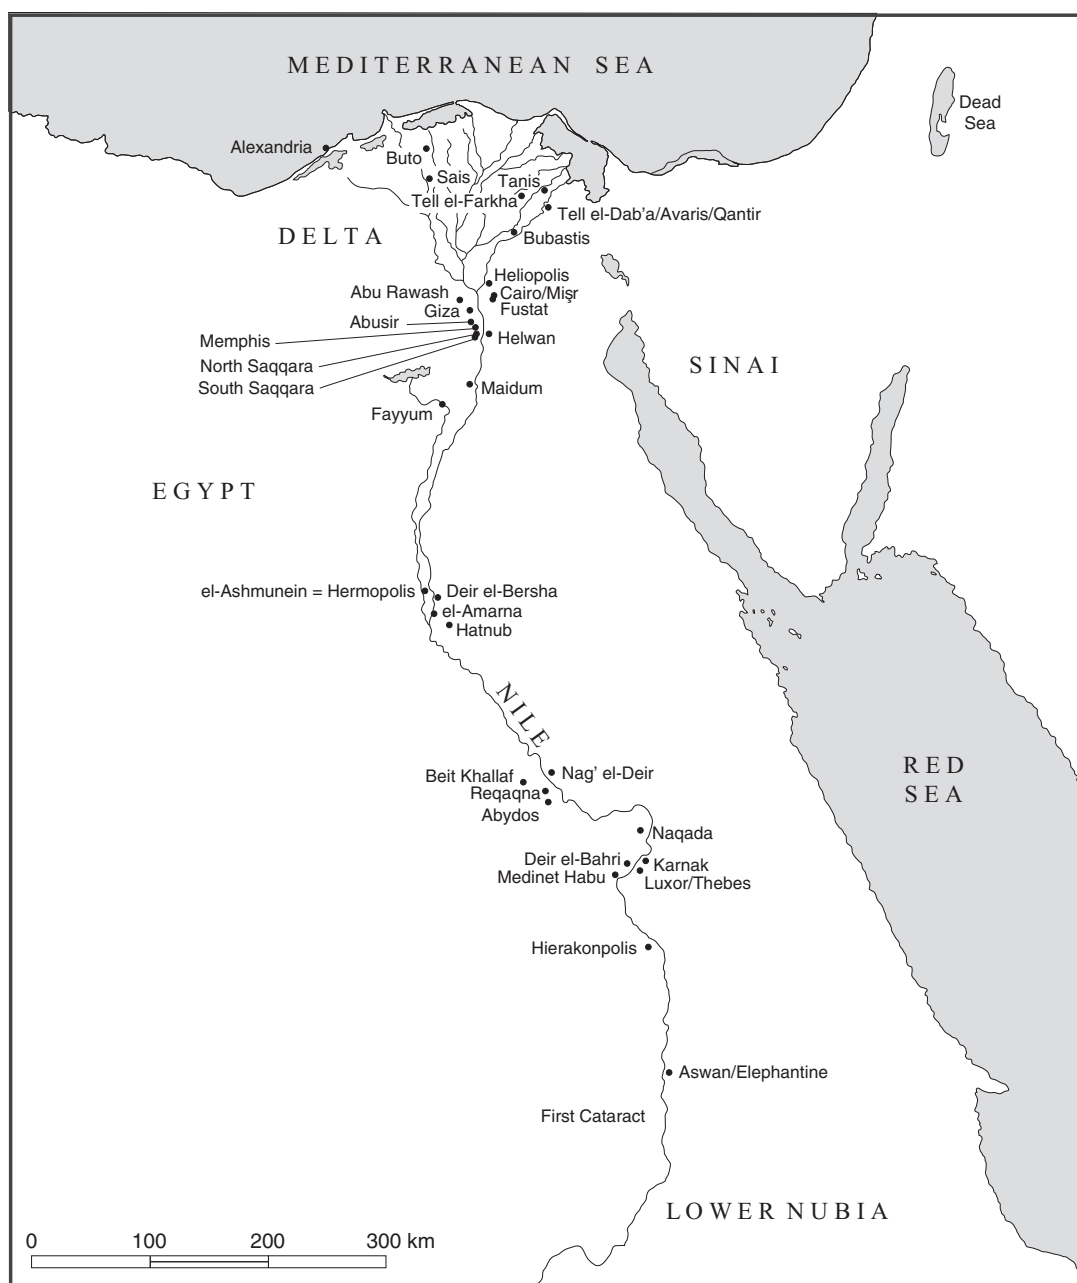 MEDITERRANEAN SEA
Dead
Sea
Alexandria
Buto
Sais
Tanis
Tell el-Farkha
Tell el-Dab'a/Avaris/Qantir
DELTA
Bubastis
Heliopolis
Abu Rawash
Cairo/Miṣr
Giza
Fustat
Abusir
Memphis
Helwan
North Saqqara
SINAI
South Saqqara
Maidum
Fayyum
EGYPT
el-Ashmunein = Hermopolis
Deir el-Bersha
el-Amarna
Hatnub
NILE
RED
SEA
Beit Khallaf
Nag' el-Deir
Reqaqna
Abydos
Naqada
Deir el-Bahri
Karnak
Medinet Habu
Luxor/Thebes
Hierakonpolis
Aswan/Elephantine
First Cataract
LOWER NUBIA
0 100 200 300 km